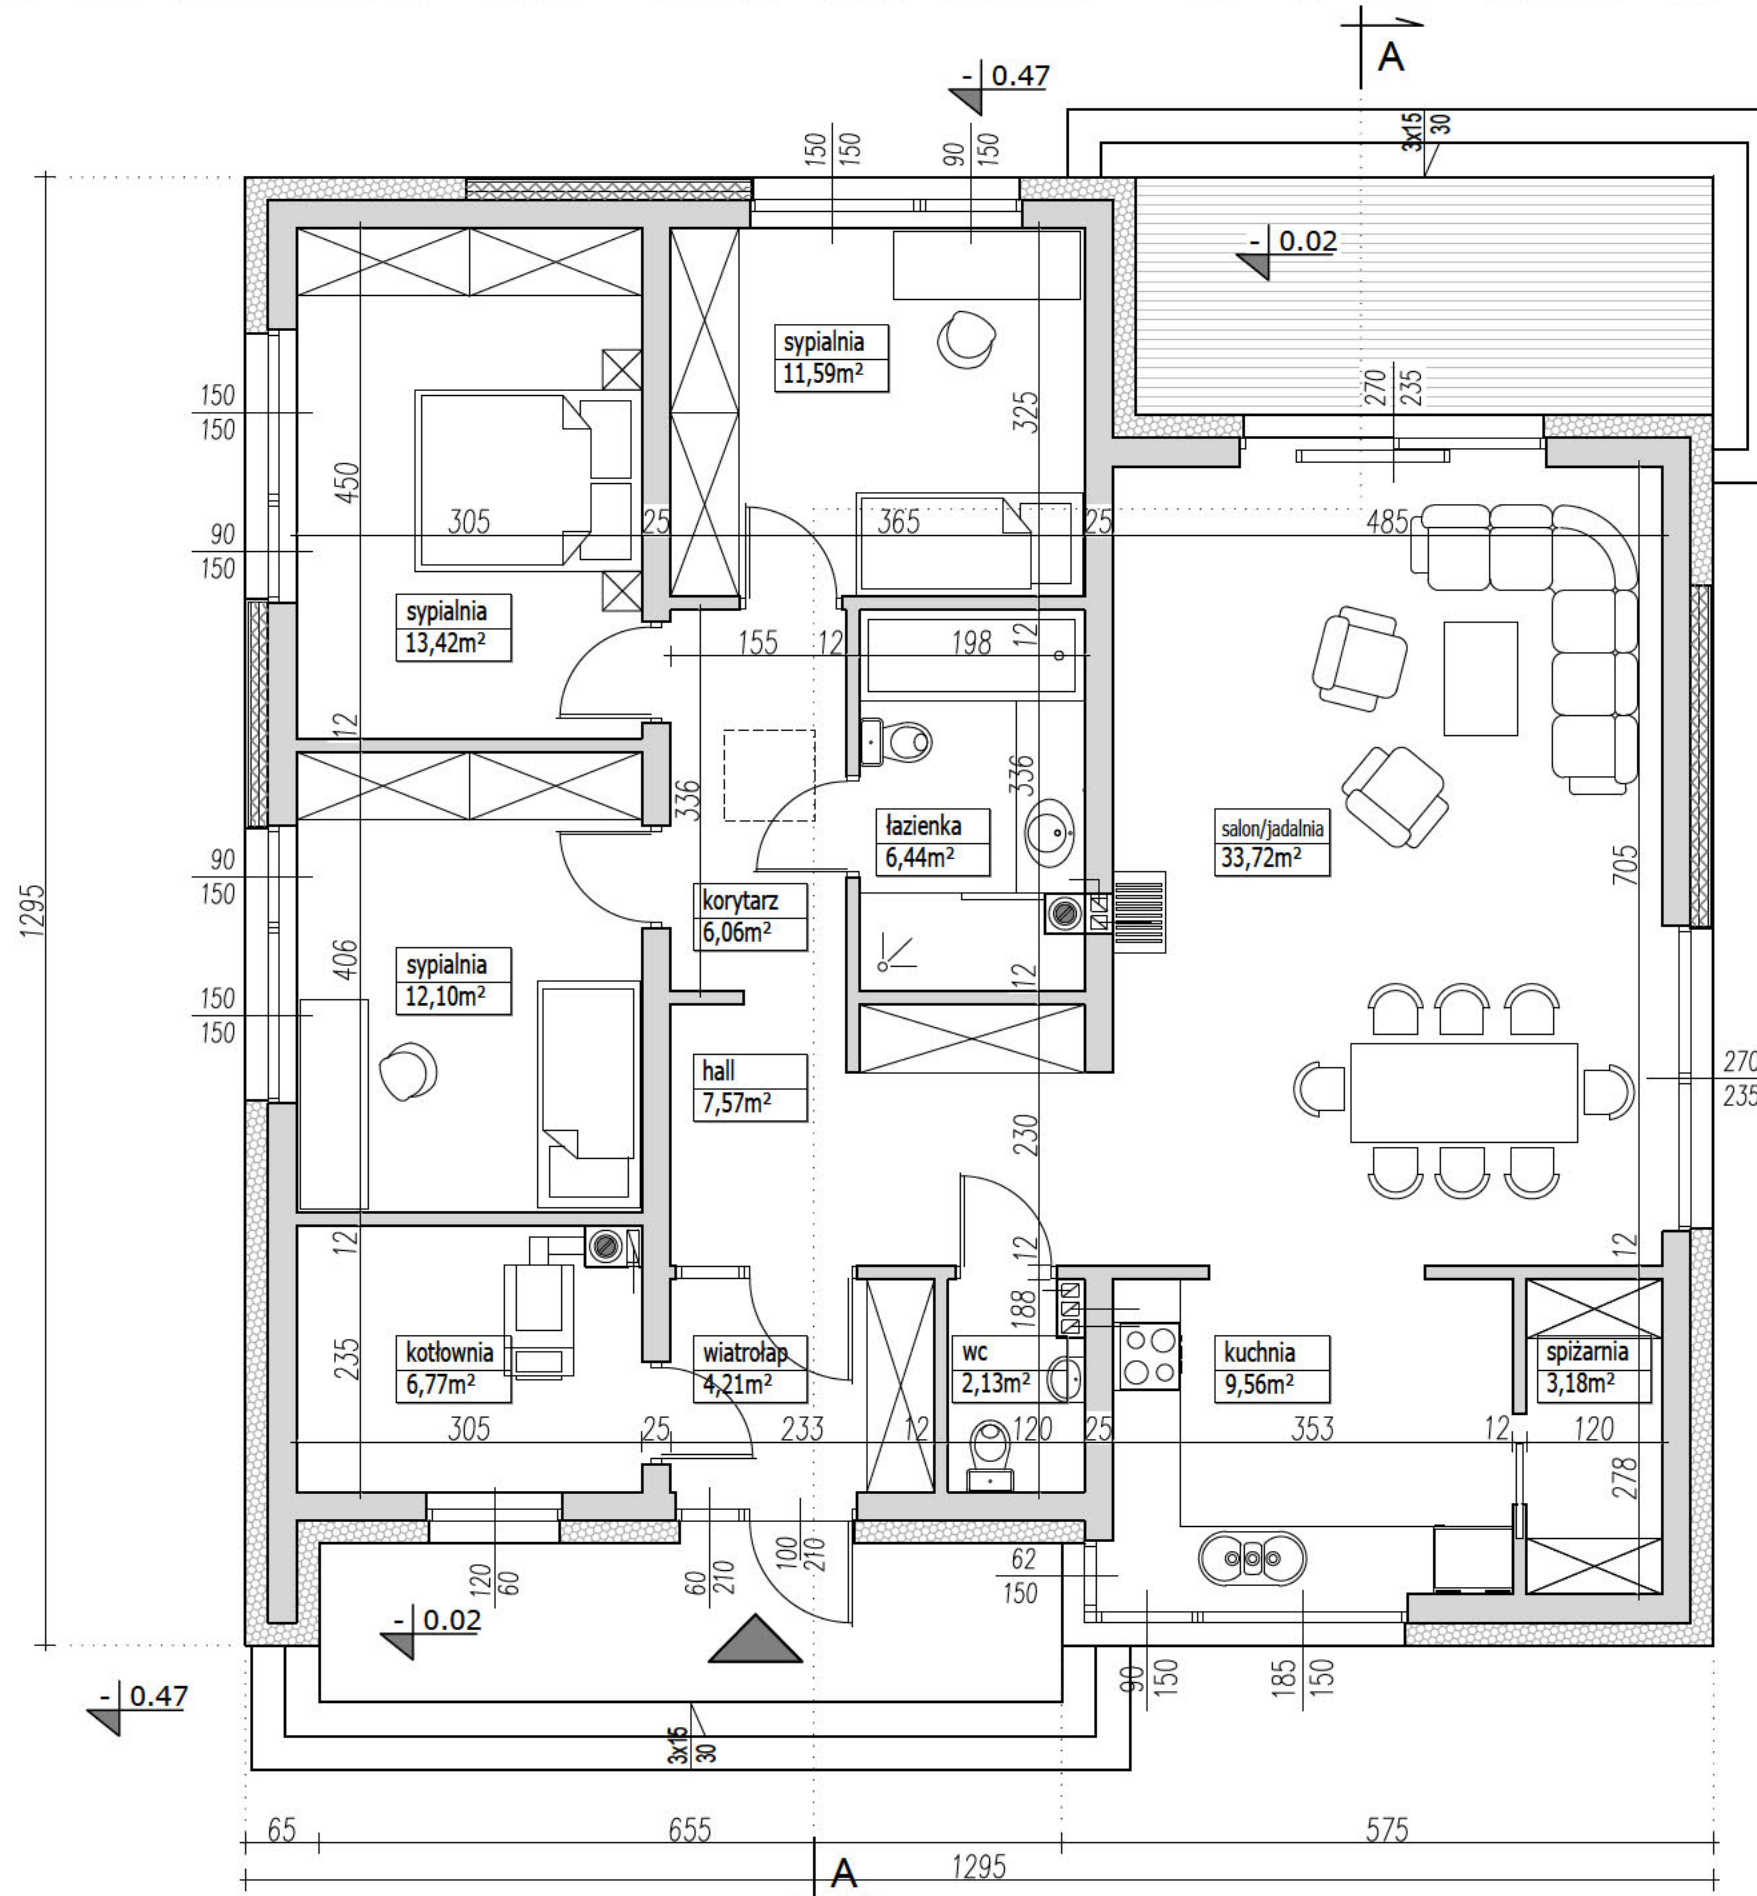 A
- 0.47
3x15
30
150
150
90
150
- 0.02
sypialnia
11,59m²
270
235
150
150
325
450
305
25
365
25
485
90
150
sypialnia
13,42m²
155
12
198
12
12
336
336
łazienka
6,44m²
salon/jadalnia
33,72m²
705
90
150
korytarz
6,06m²
1295
sypialnia
12,10m²
406
12
150
150
hall
7,57m²
270
235
230
12
12
12
188
kotłownia
6,77m²
235
wiatrołap
4,21m²
wc
2,13m²
kuchnia
9,56m²
spiżarnia
3,18m²
305
25
233
12
120
25
353
12
120
278
120
60
60
210
100
210
62
150
- 0.02
90
150
185
150
- 0.47
3x15
30
65
655
575
A
1295